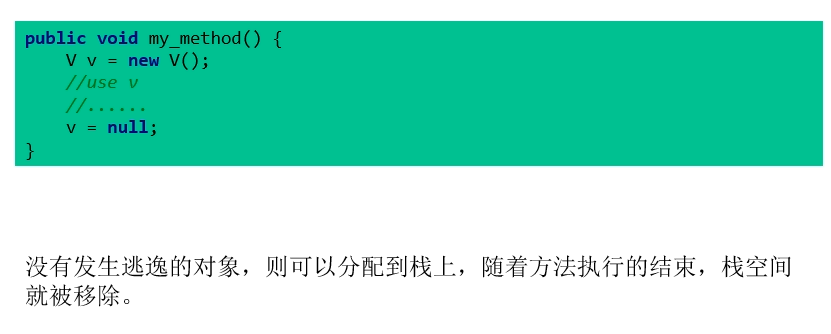 public void my_method() {
    V v = new V();
    //use v
    //......
    v = null;
}
没有发生逃逸的对象，则可以分配到栈上，随着方法执行的结束，栈空间
就被移除。